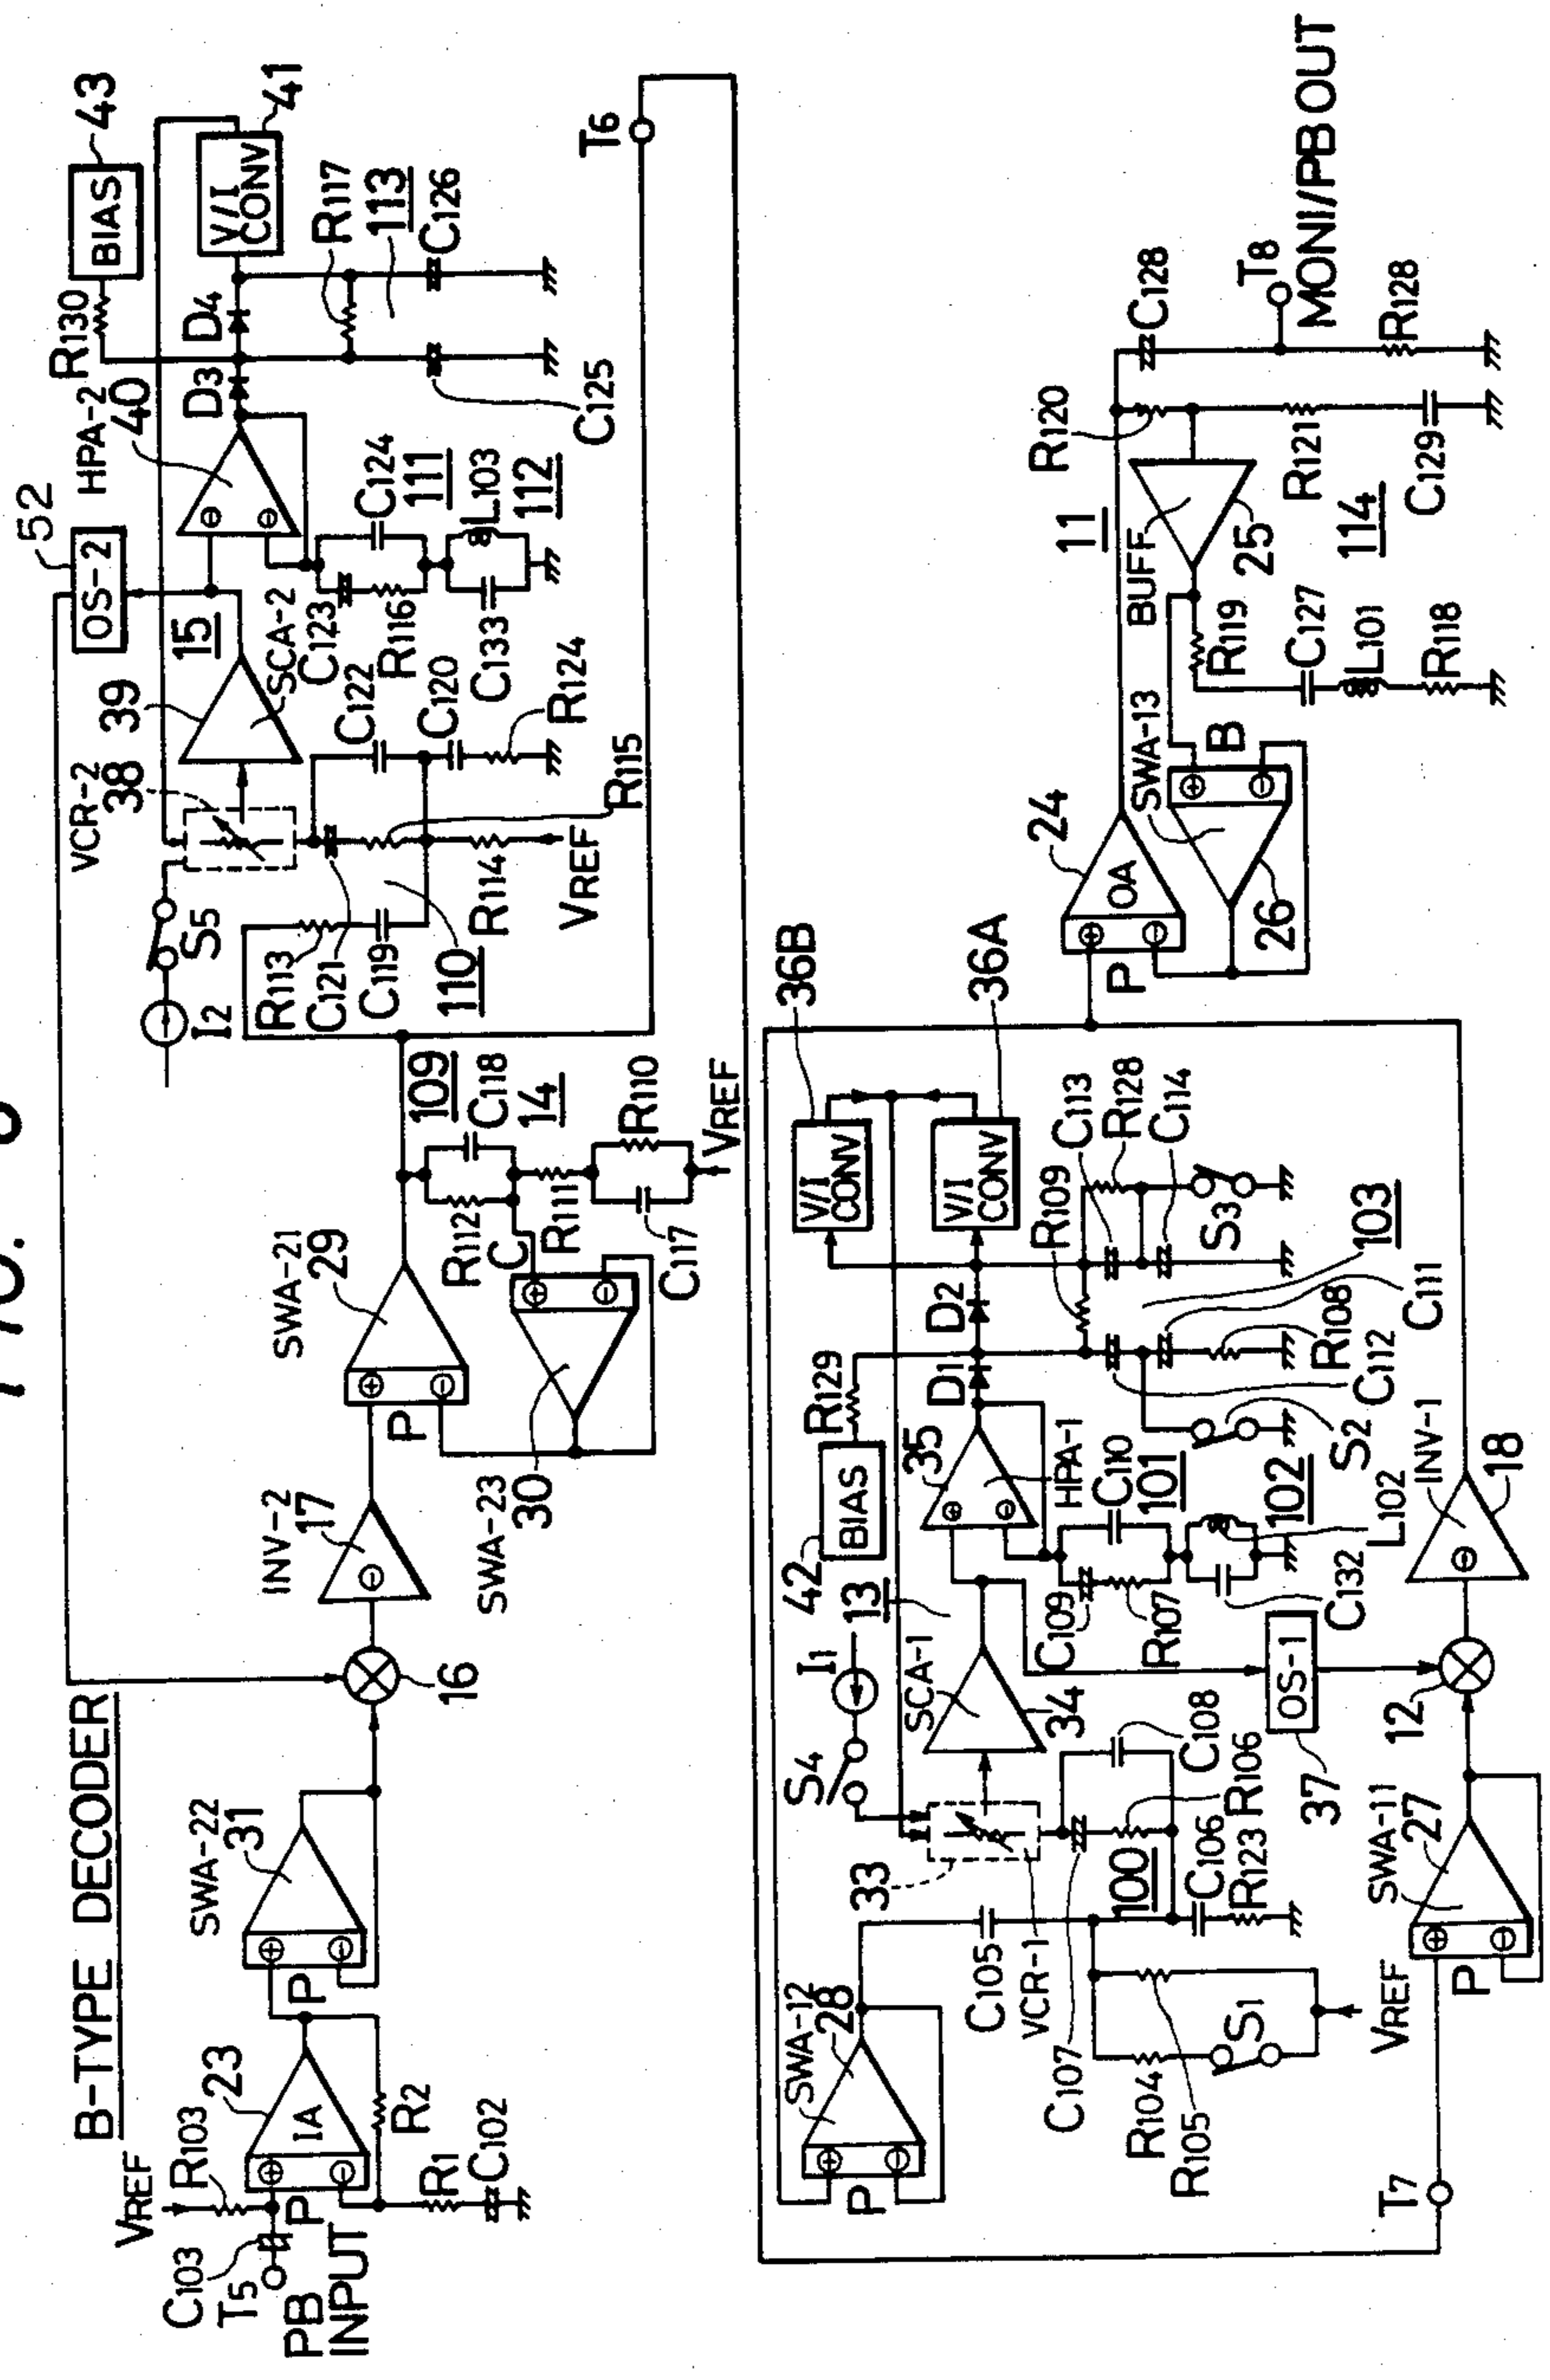 FIG.
B-TYPE DECODER
52
OS-2
BIAS
43
R130
HPA-2
40
D3
D4
V/I CONV
41
15
SCA-2
39
VCR-2
38
S5
I2
C124
111
L103
112
C123
R116
C133
R117
113
C126
C125
C122
C120
R124
R115
R113
C121
C119
110
R114
VREF
T6
INV-2
17
SWA-21
29
109
C118
14
R110
R112
C
R111
C117
VREF
P
SWA-23
30
16
SWA-22
31
P
VREF
R103
23
IA
C103
T5
P
PB
INPUT
R2
R1
C102
C128
T8
MONI/PB OUT
R128
R120
11
BUFF
25
R121
114
C129
R119
C127
L101
R118
SWA-13
B
24
OA
P
26
36B
36A
V/I CONV
V/I CONV
C113
R128
C114
R109
S3
103
D2
R129
D1
C111
R108
C112
42
BIAS
35
HPA-1
C110
101
S2
102
L102
INV-1
18
13
C109
R107
C132
I1
SCA-1
34
OS-1
37
12
S4
33
C108
R106
100
C106
R123
SWA-11
27
P
SWA-12
28
P
C105
VCR-1
C107
R104
R105
S1
VREF
T7